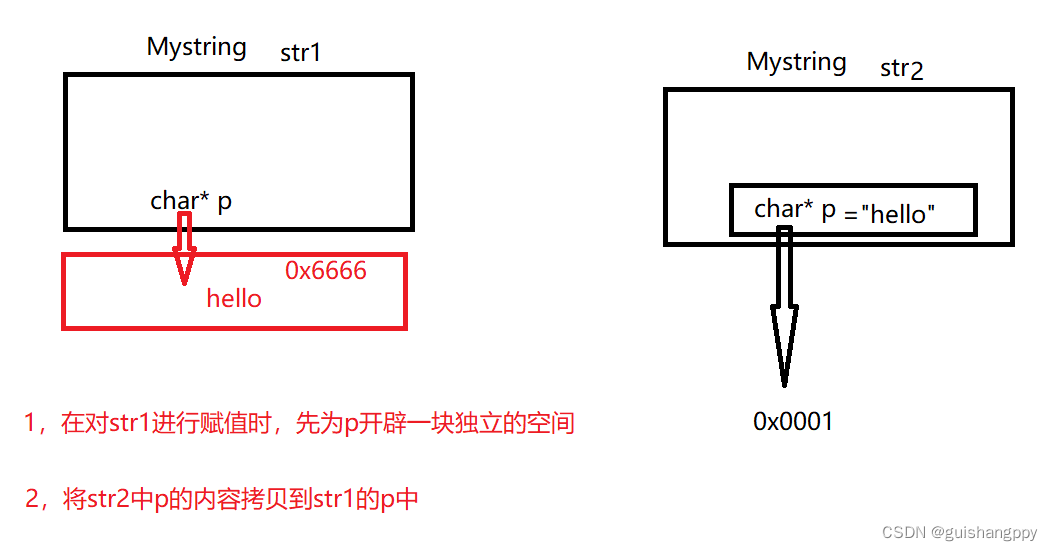 Mystring str1
Mystring str2
char* p
char* p ="hello"
0x6666
hello
1，在对str1进行赋值时，先为p开辟一块独立的空间
0x0001
2，将str2中p的内容拷贝到str1的p中
CSDN @guishangppy